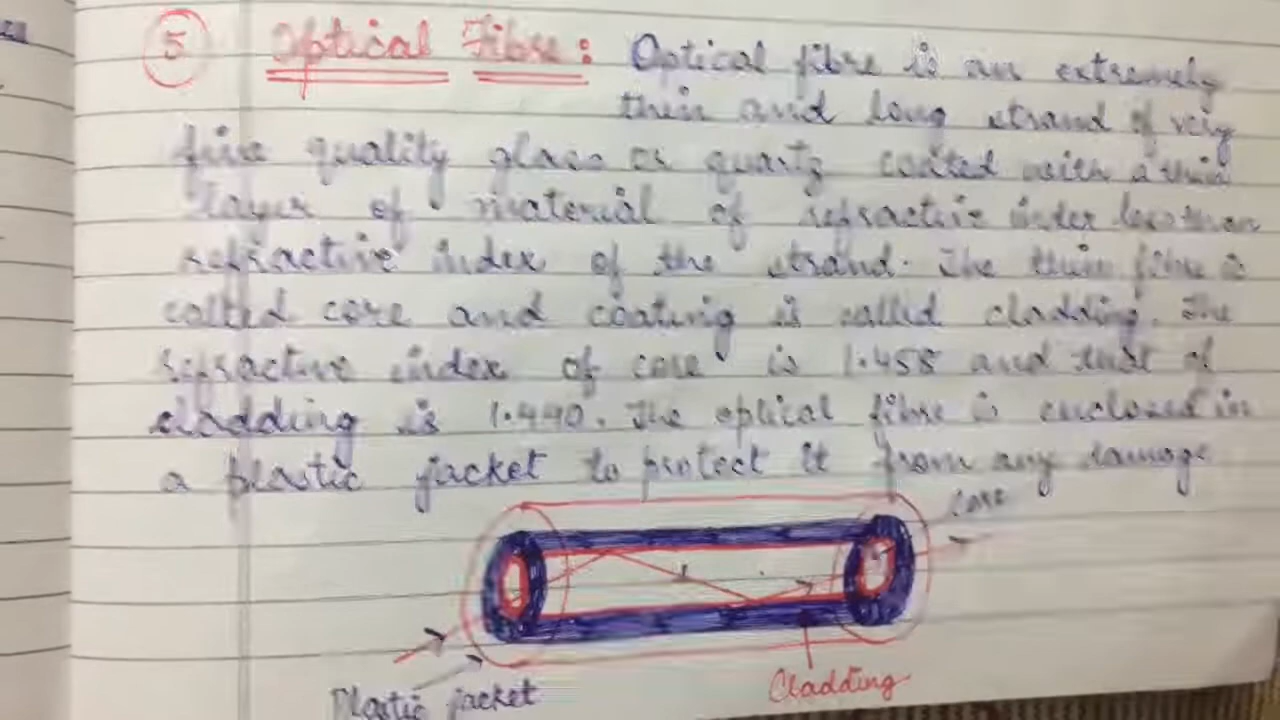 5 Optical Fibre: Optical fibre is an extremely
thin and long strand of very
fine quality glass or quartz coated with a thin
layer of material of refractive index less than
refractive index of the strand. The thin fibre is
called core and coating is called cladding. The
refractive index of core is 1.458 and that of
cladding is 1.440. The optical fibre is enclosed in
a plastic jacket to protect it from any damage
Core
Cladding
Plastic jacket